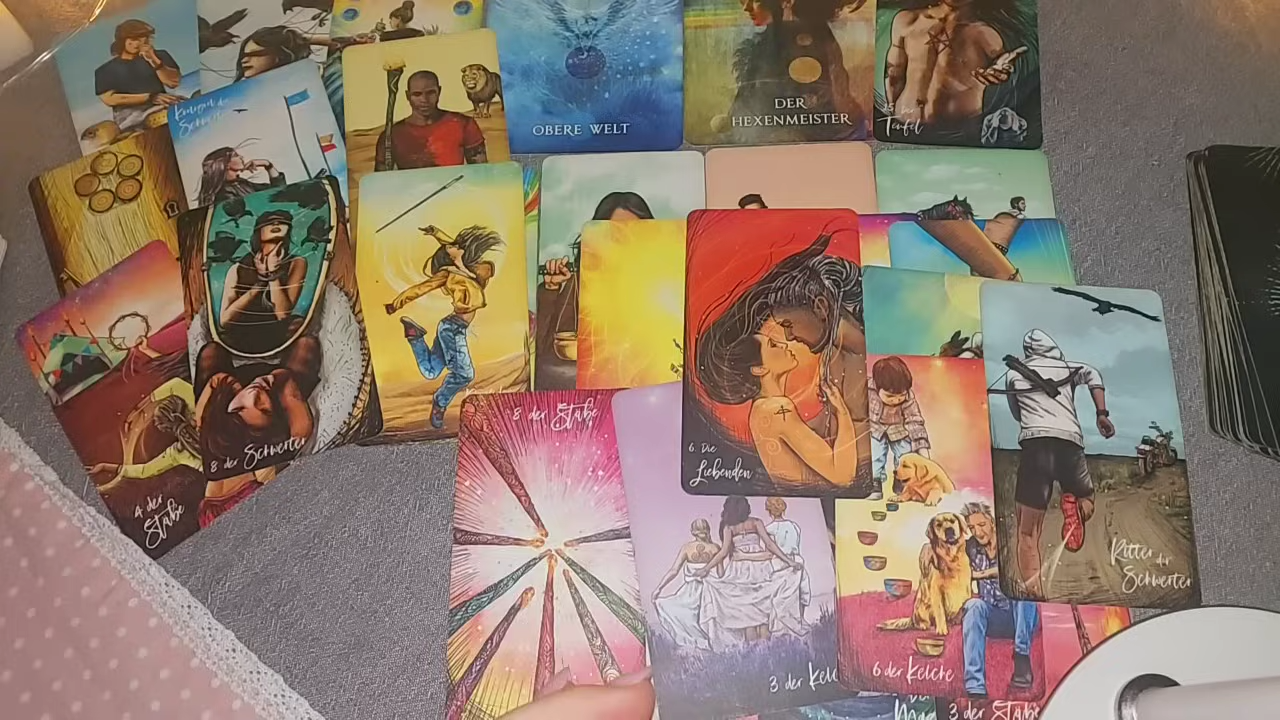 OBERE WELT
DER
HEXENMEISTER
15
Teufel
8 der Stäbe
6. Die
Liebenden
8 der Schwerter
4 der
Stäbe
Ritter der
Schwerter
3 der
6 der Kelche
3 der Stäbe